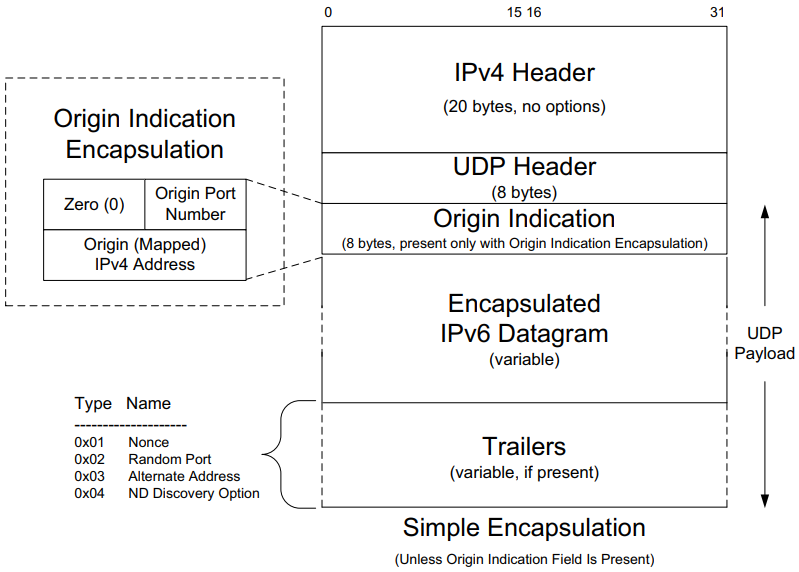 0 15 16 31
IPv4 Header
(20 bytes, no options)
UDP Header
(8 bytes)
Origin Indication
(8 bytes, present only with Origin Indication Encapsulation)
Encapsulated
IPv6 Datagram
(variable)
Trailers
(variable, if present)
Simple Encapsulation
(Unless Origin Indication Field Is Present)
UDP
Payload
Origin Indication
Encapsulation
Zero (0)
Origin Port
Number
Origin (Mapped)
IPv4 Address
Type Name
--------------------
0x01 Nonce
0x02 Random Port
0x03 Alternate Address
0x04 ND Discovery Option